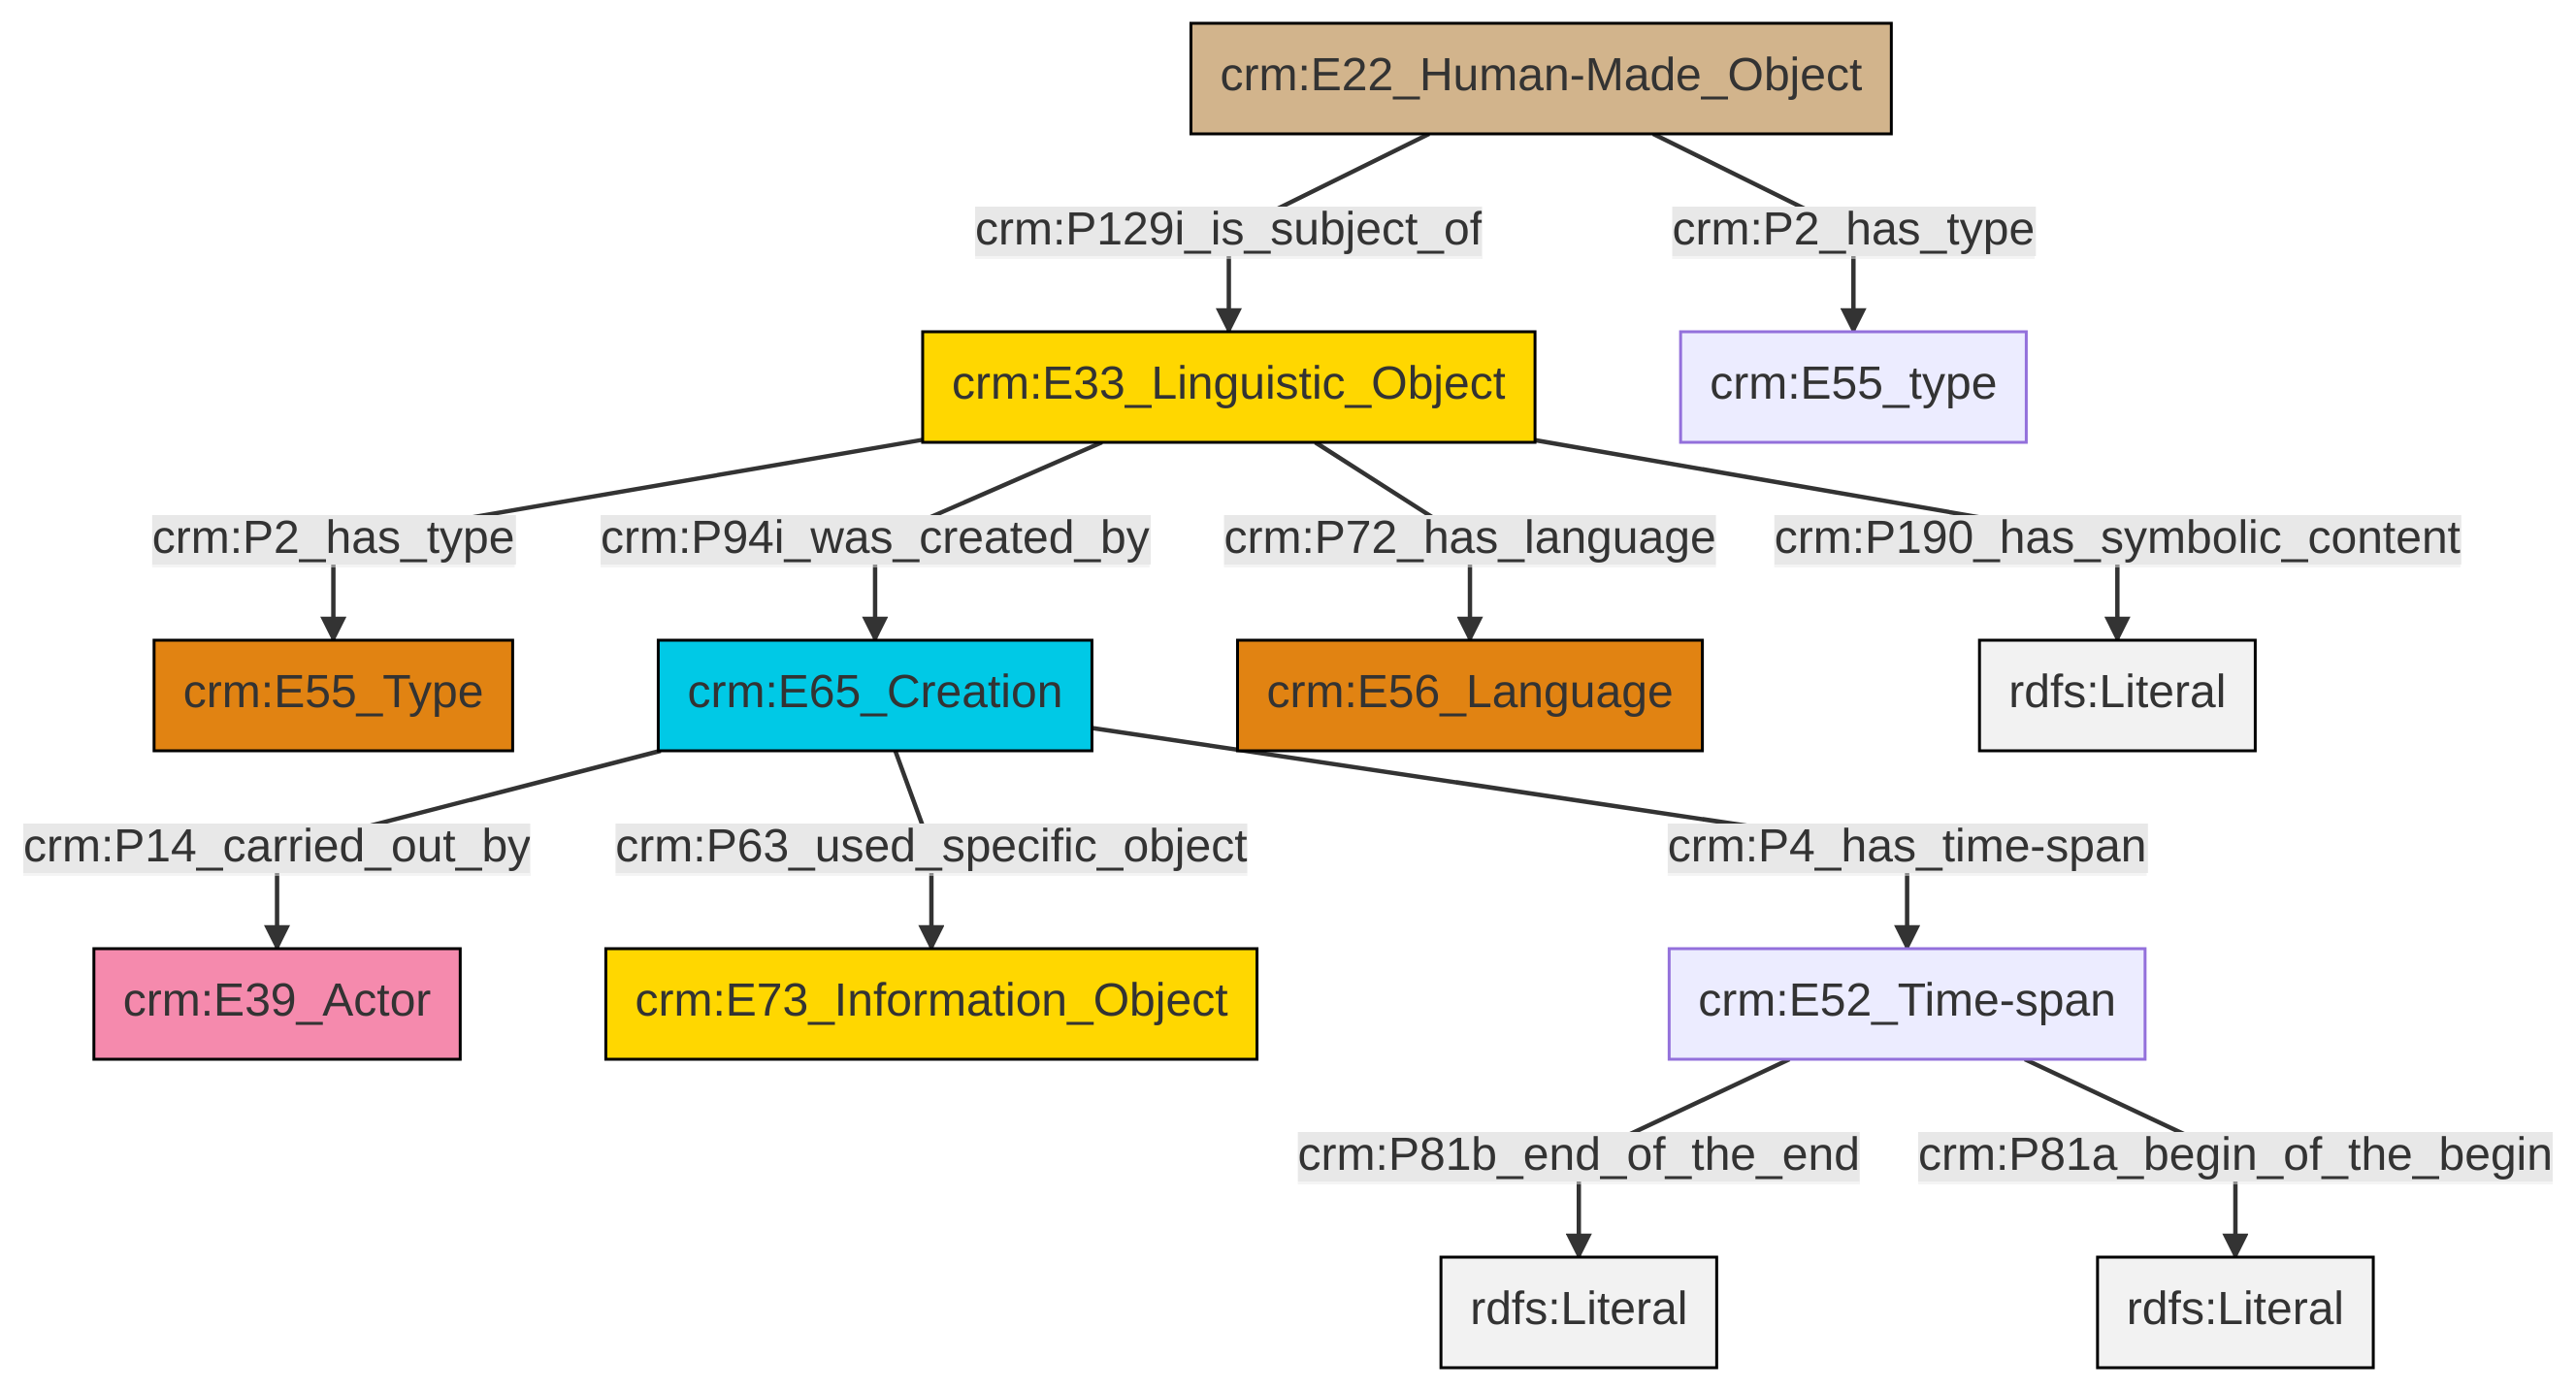 crm:E22_Human-Made_Object
crm:P129i_is_subject_of
crm:P2_has_type
crm:E33_Linguistic_Object
crm:E55_type
crm:P2_has_type
crm:P94i_was_created_by
crm:P72_has_language
crm:P190_has_symbolic_content
crm:E55_Type
crm:E65_Creation
crm:E56_Language
rdfs:Literal
crm:P14_carried_out_by
crm:P63_used_specific_object
crm:P4_has_time-span
crm:E39_Actor
crm:E73_Information_Object
crm:E52_Time-span
crm:P81b_end_of_the_end
crm:P81a_begin_of_the_begin
rdfs:Literal
rdfs:Literal